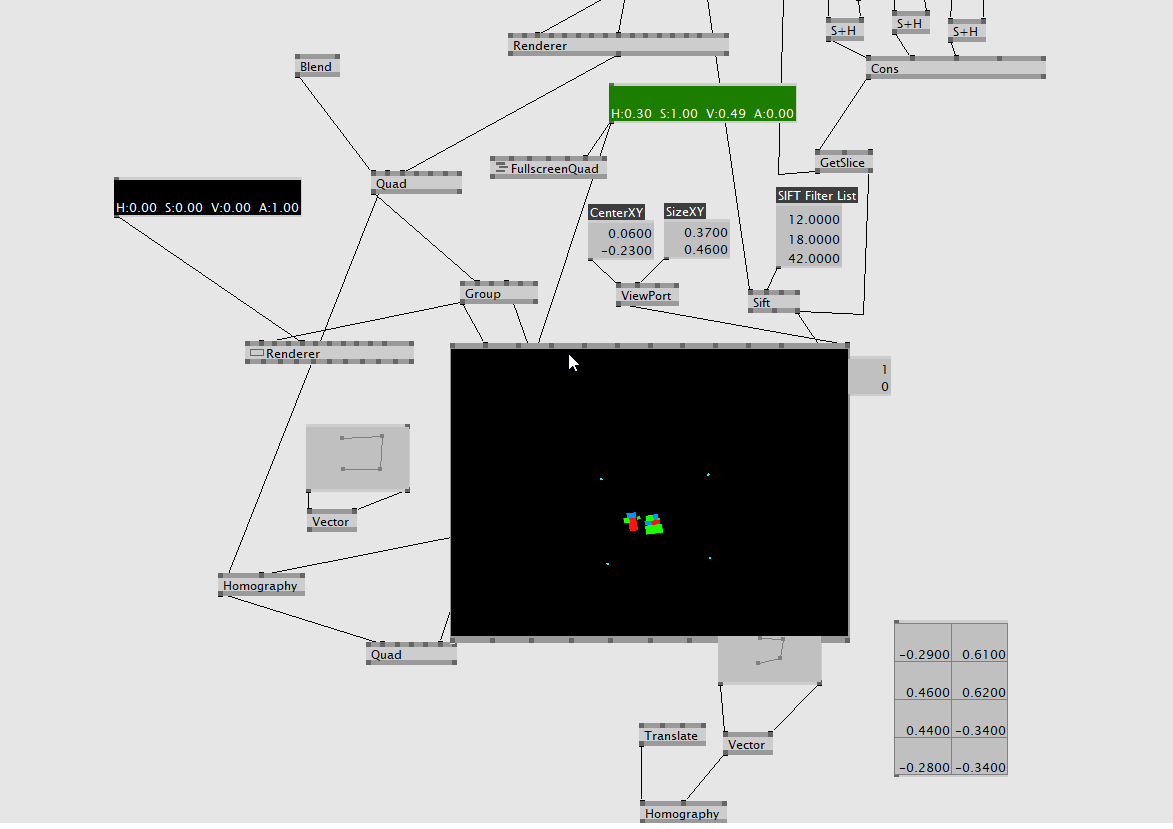 S+H
S+H
S+H
Renderer
Blend
Cons
H:0.30 S:1.00 V:0.49 A:0.00
GetSlice
FullscreenQuad
Quad
SIFT Filter List
H:0.00 S:0.00 V:0.00 A:1.00
CenterXY
SizeXY
12.0000
18.0000
42.0000
0.0600
-0.2300
0.3700
0.4600
Group
ViewPort
Sift
Renderer
1
0
Vector
Homography
Quad
-0.2900 0.6100
0.4600 0.6200
0.4400 -0.3400
-0.2800 -0.3400
Translate
Vector
Homography